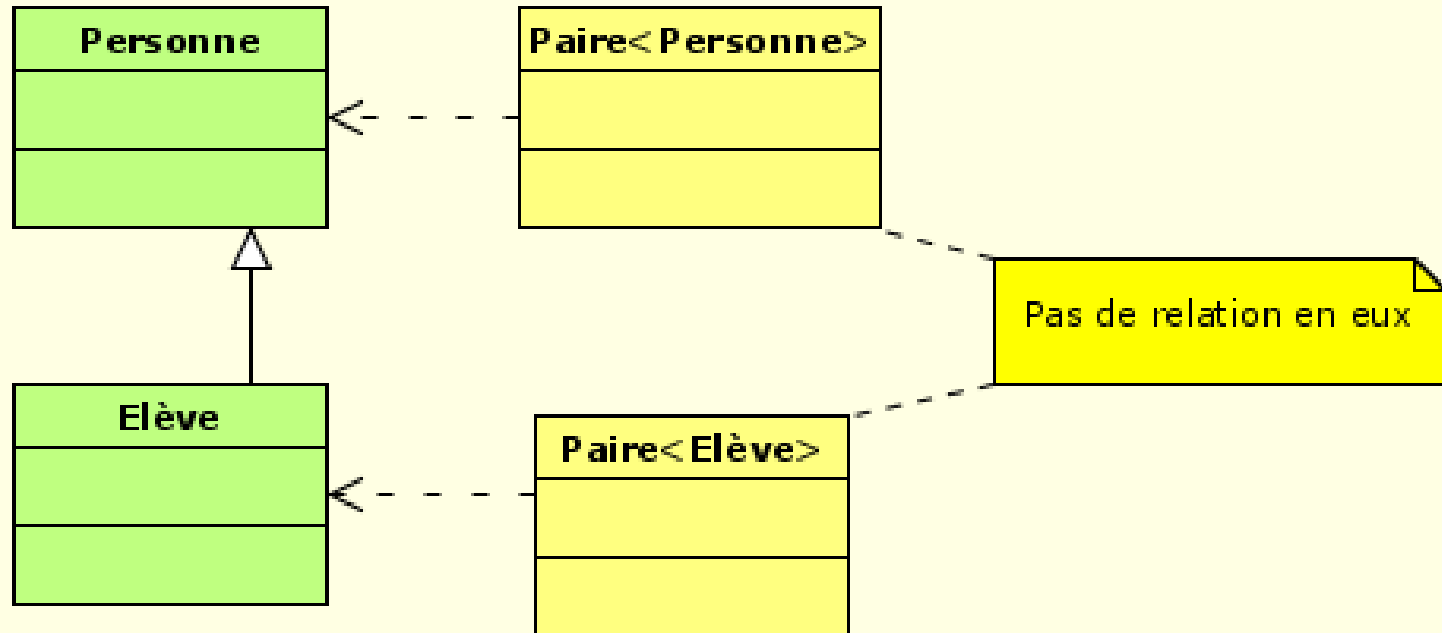 Personne
Paire<Personne>
Pas de relation en eux
Elève
Paire<Elève>